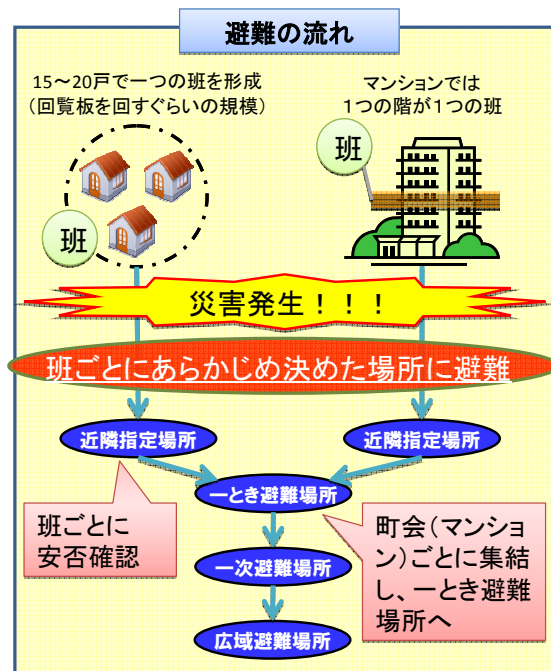 避難の流れ
15～20戸で一つの班を形成
（回覧板を回すぐらいの規模）
マンションでは
１つの階が１つの班
班
班
災害発生！！！
班ごとにあらかじめ決めた場所に避難
近隣指定場所
近隣指定場所
一とき避難場所
班ごとに
安否確認
町会（マンショ
ン）ごとに集結
し、一とき避難
場所へ
一次避難場所
広域避難場所